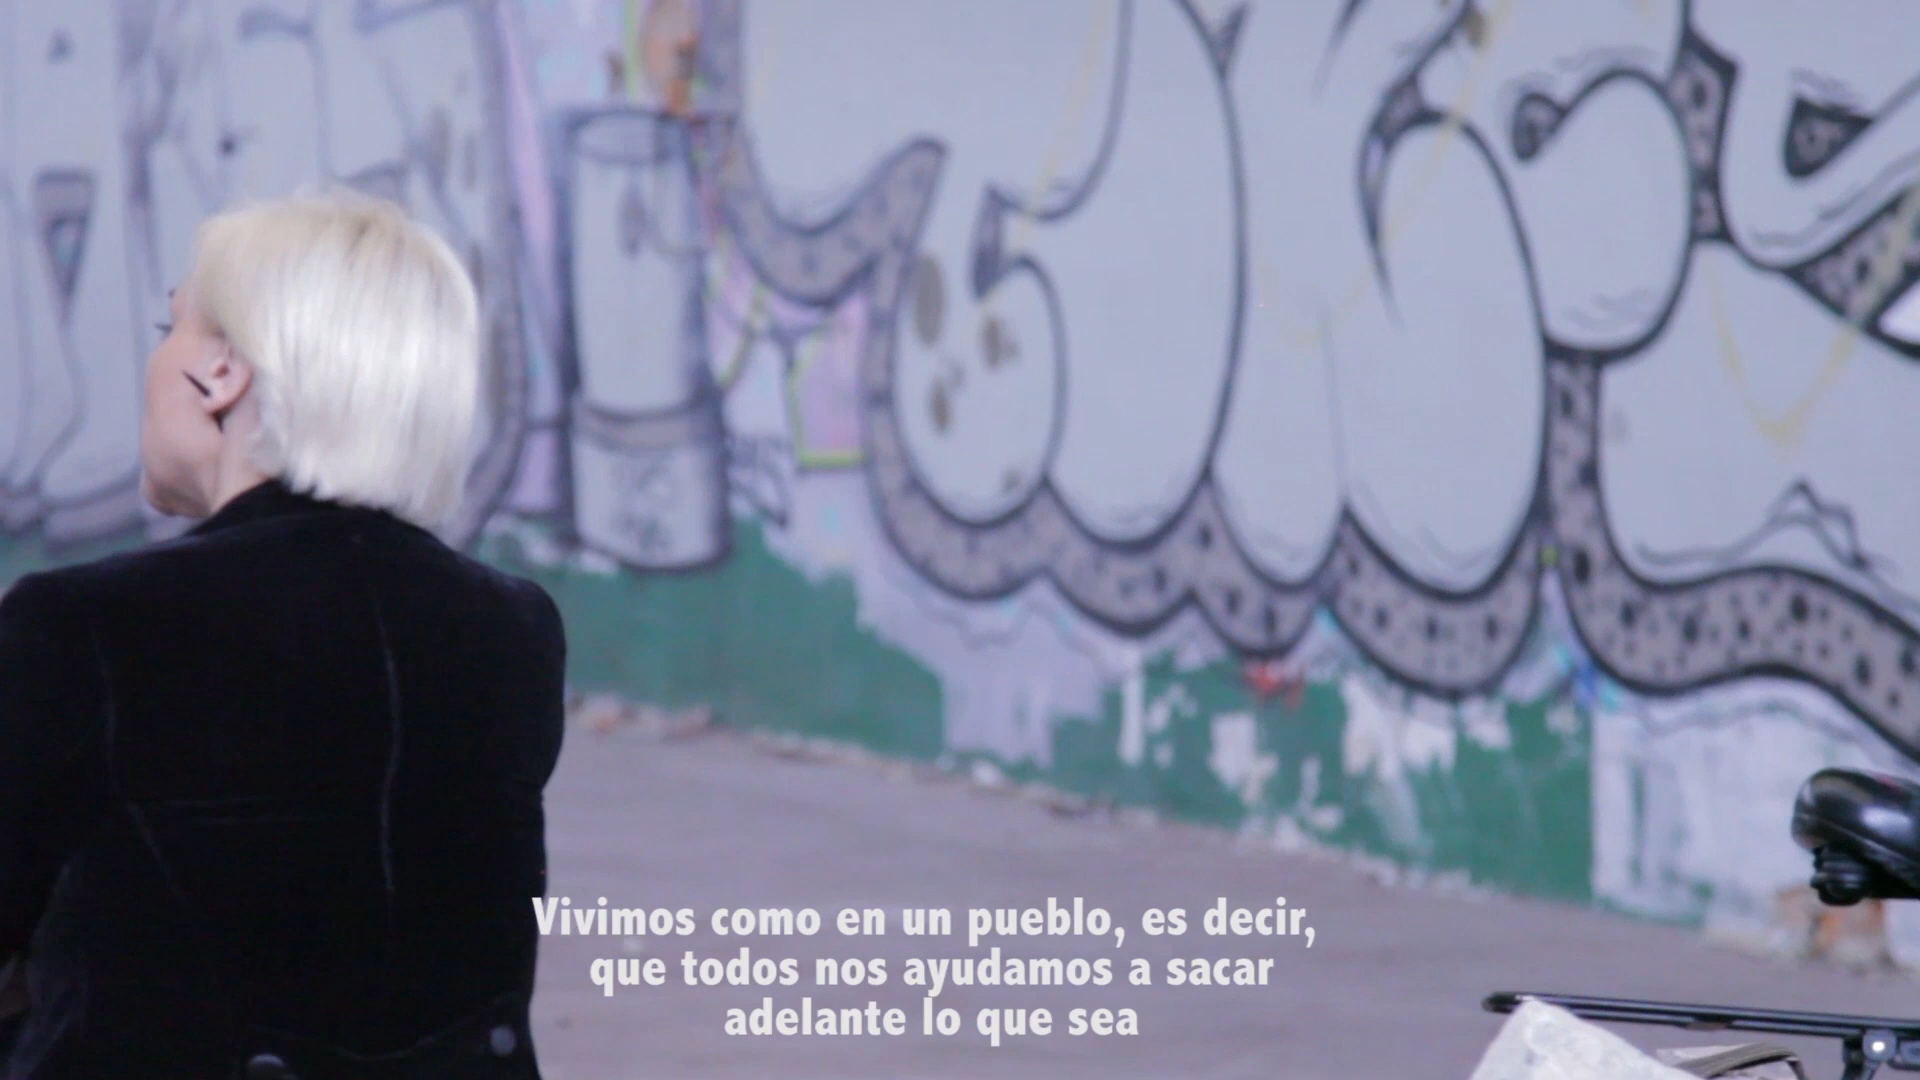 Vivimos como en un pueblo, es decir,
que todos nos ayudamos a sacar
adelante lo que sea